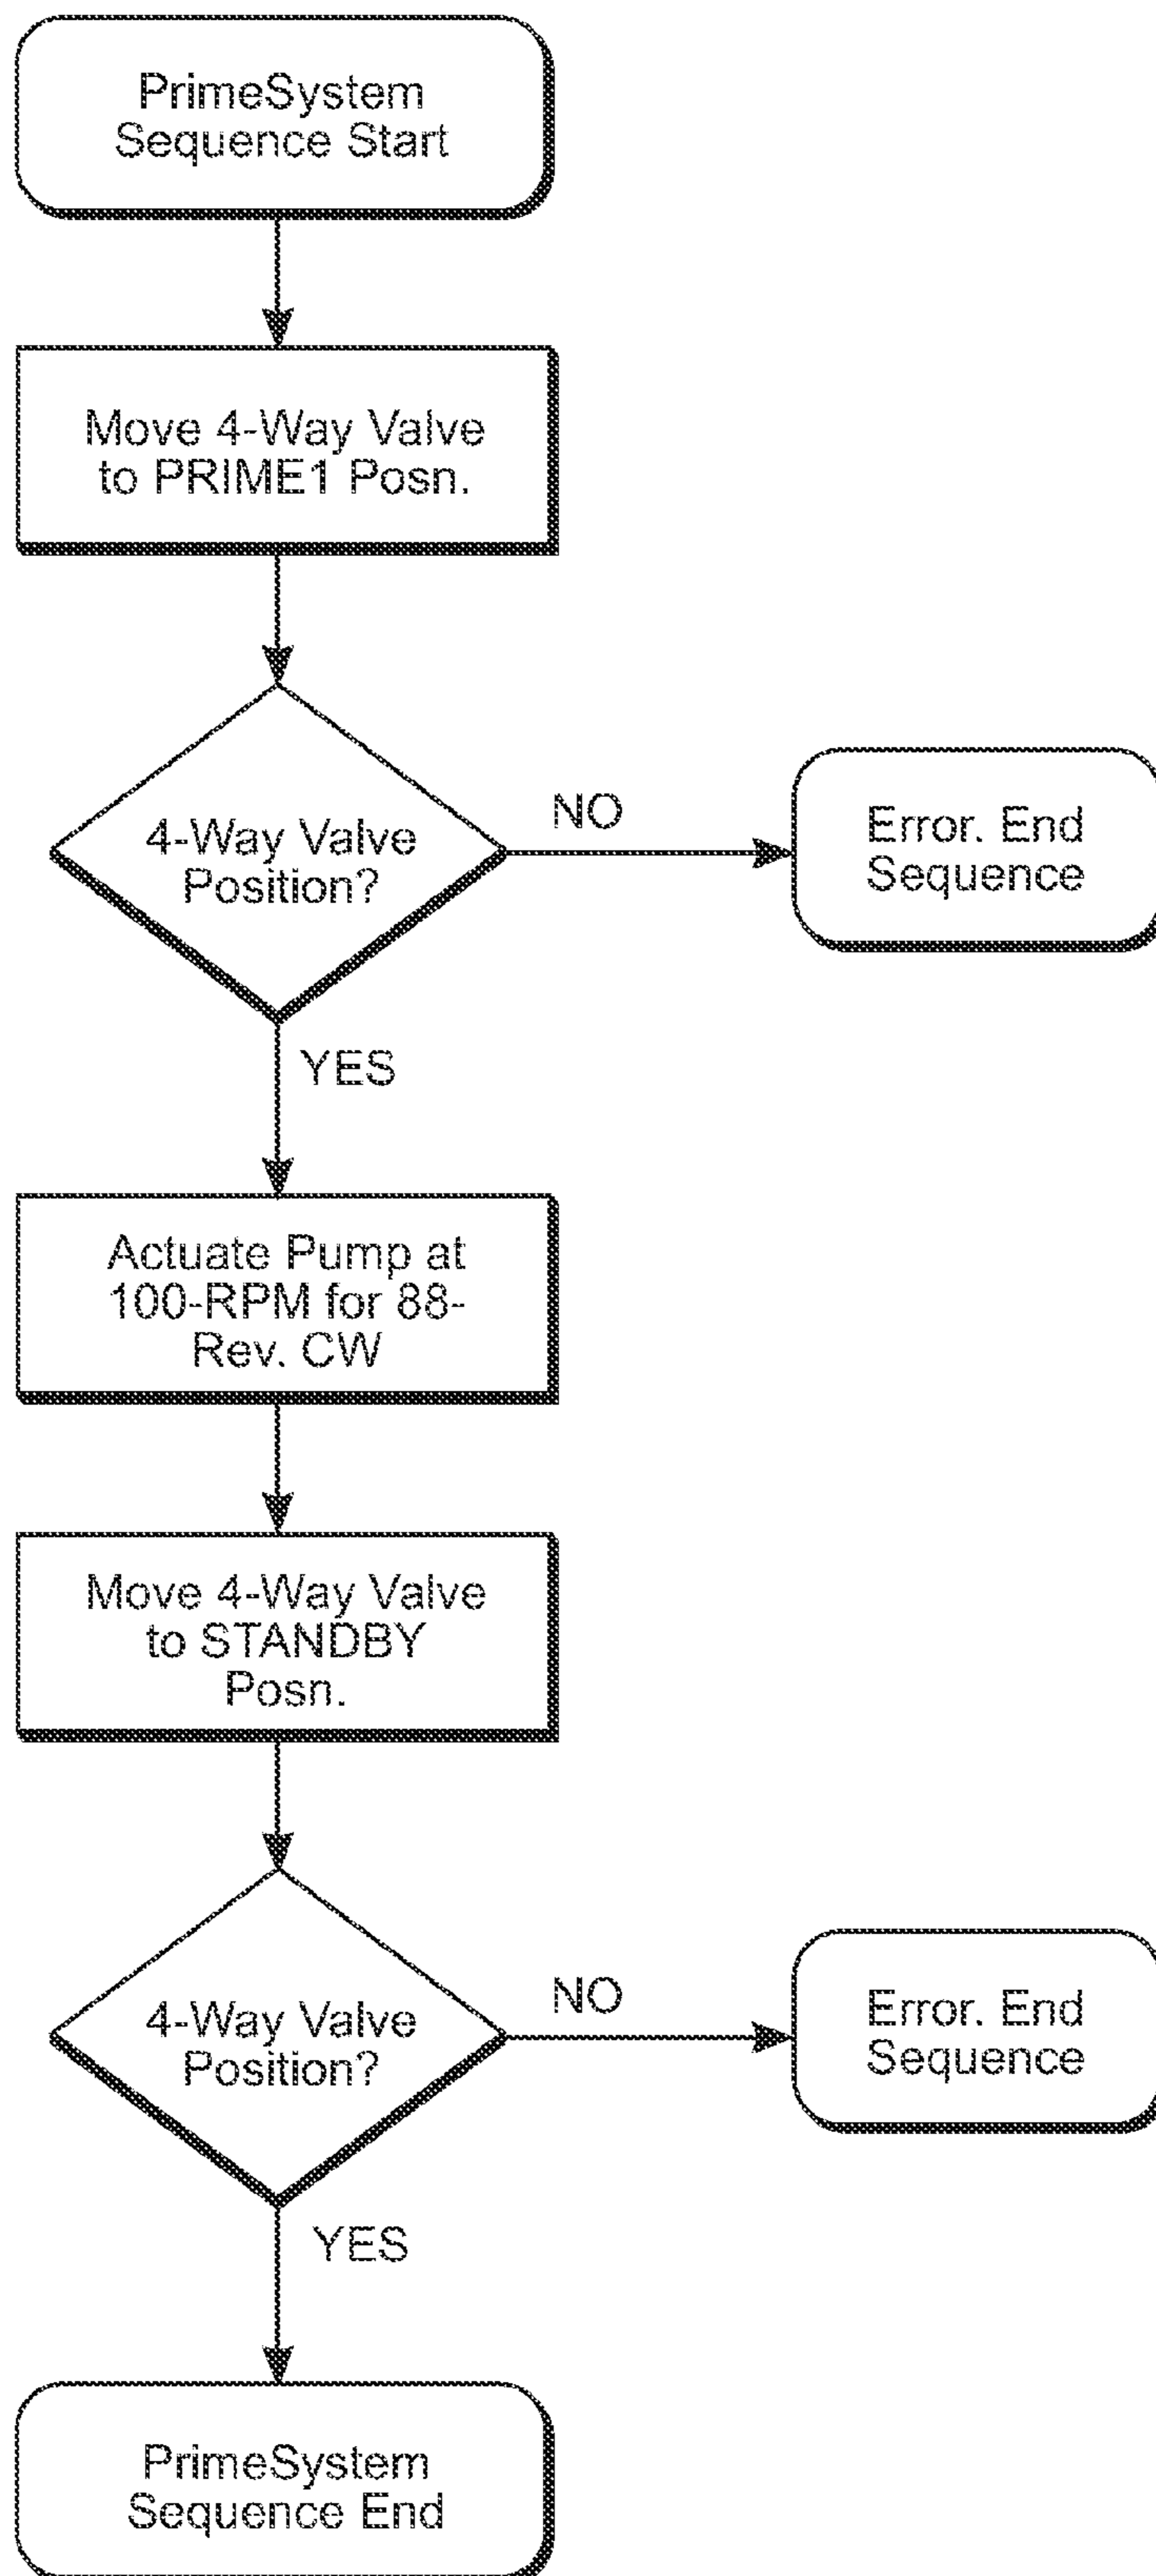 PrimeSystem
Sequence Start
Move 4-Way Valve
to PRIME1 Posn.
4-Way Valve
Position?
NO
Error. End
Sequence
YES
Actuate Pump at
100-RPM for 88-
Rev. CW
Move 4-Way Valve
to STANDBY
Posn.
4-Way Valve
Position?
NO
Error. End
Sequence
YES
PrimeSystem
Sequence End